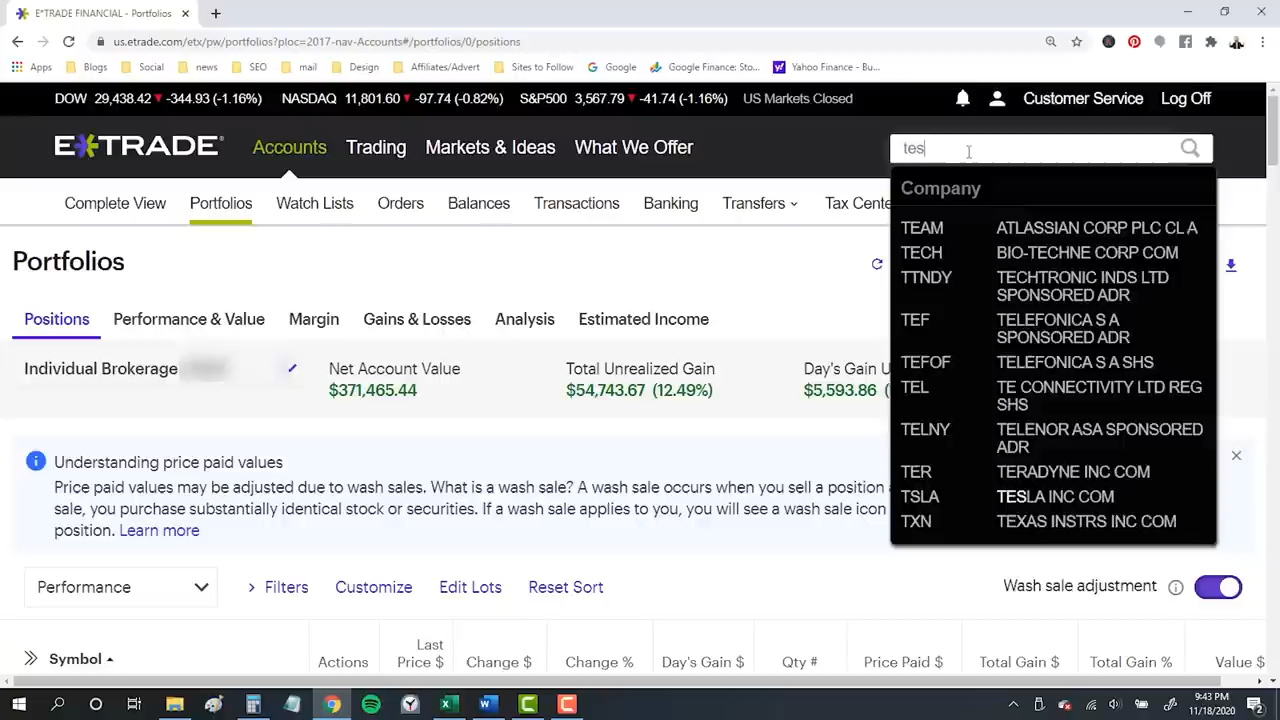 E*TRADE FINANCIAL - Portfolios
us.etrade.com/etx/pw/portfolios?ploc=2017-nav-Accounts#/portfolios/0/positions
Apps Blogs Social news SEO mail Design Affiliates/Advert Sites to Follow Google Google Finance: Sto... Yahoo Finance - Bu...
DOW 29,438.42 -344.93 (-1.16%) NASDAQ 11,801.60 -97.74 (-0.82%) S&P500 3,567.79 -41.74 (-1.16%) US Markets Closed Customer Service Log Off
E*TRADE Accounts Trading Markets & Ideas What We Offer tes
Complete View Portfolios Watch Lists Orders Balances Transactions Banking Transfers Tax Cente
Company
TEAM ATLASSIAN CORP PLC CL A
TECH BIO-TECHNE CORP COM
TTNDY TECHTRONIC INDS LTD
SPONSORED ADR
TEF TELEFONICA S A
SPONSORED ADR
TEFOF TELEFONICA S A SHS
TEL TE CONNECTIVITY LTD REG
SHS
TELNY TELENOR ASA SPONSORED
ADR
TER TERADYNE INC COM
TSLA TESLA INC COM
TXN TEXAS INSTRS INC COM
Portfolios
Positions Performance & Value Margin Gains & Losses Analysis Estimated Income
Individual Brokerage Net Account Value Total Unrealized Gain Day's Gain U
$371,465.44 $54,743.67 (12.49%) $5,593.86 (
Understanding price paid values
Price paid values may be adjusted due to wash sales. What is a wash sale? A wash sale occurs when you sell a position a
sale, you purchase substantially identical stock or securities. If a wash sale applies to you, you will see a wash sale icon
position. Learn more
Performance > Filters Customize Edit Lots Reset Sort Wash sale adjustment
Symbol Actions Last
Price $ Change $ Change % Day's Gain $ Qty # Price Paid $ Total Gain $ Total Gain % Value $
9:43 PM
11/18/2020
2